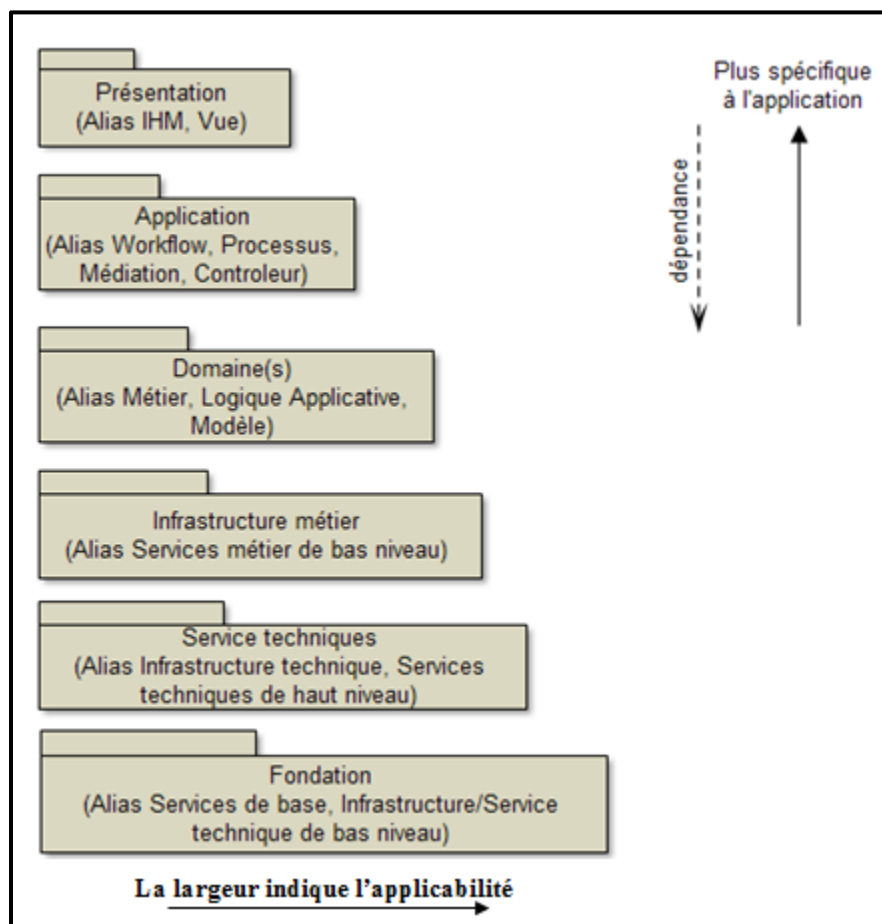 Présentation
(Alias IHM, Vue)
Plus spécifique
à l'application
dépendance
Application
(Alias Workflow, Processus,
Médiation, Controleur)
Domaine(s)
(Alias Métier, Logique Applicative,
Modèle)
Infrastructure métier
(Alias Services métier de bas niveau)
Service techniques
(Alias Infrastructure technique, Services
techniques de haut niveau)
Fondation
(Alias Services de base, Infrastructure/Service
technique de bas niveau)
La largeur indique l'applicabilité